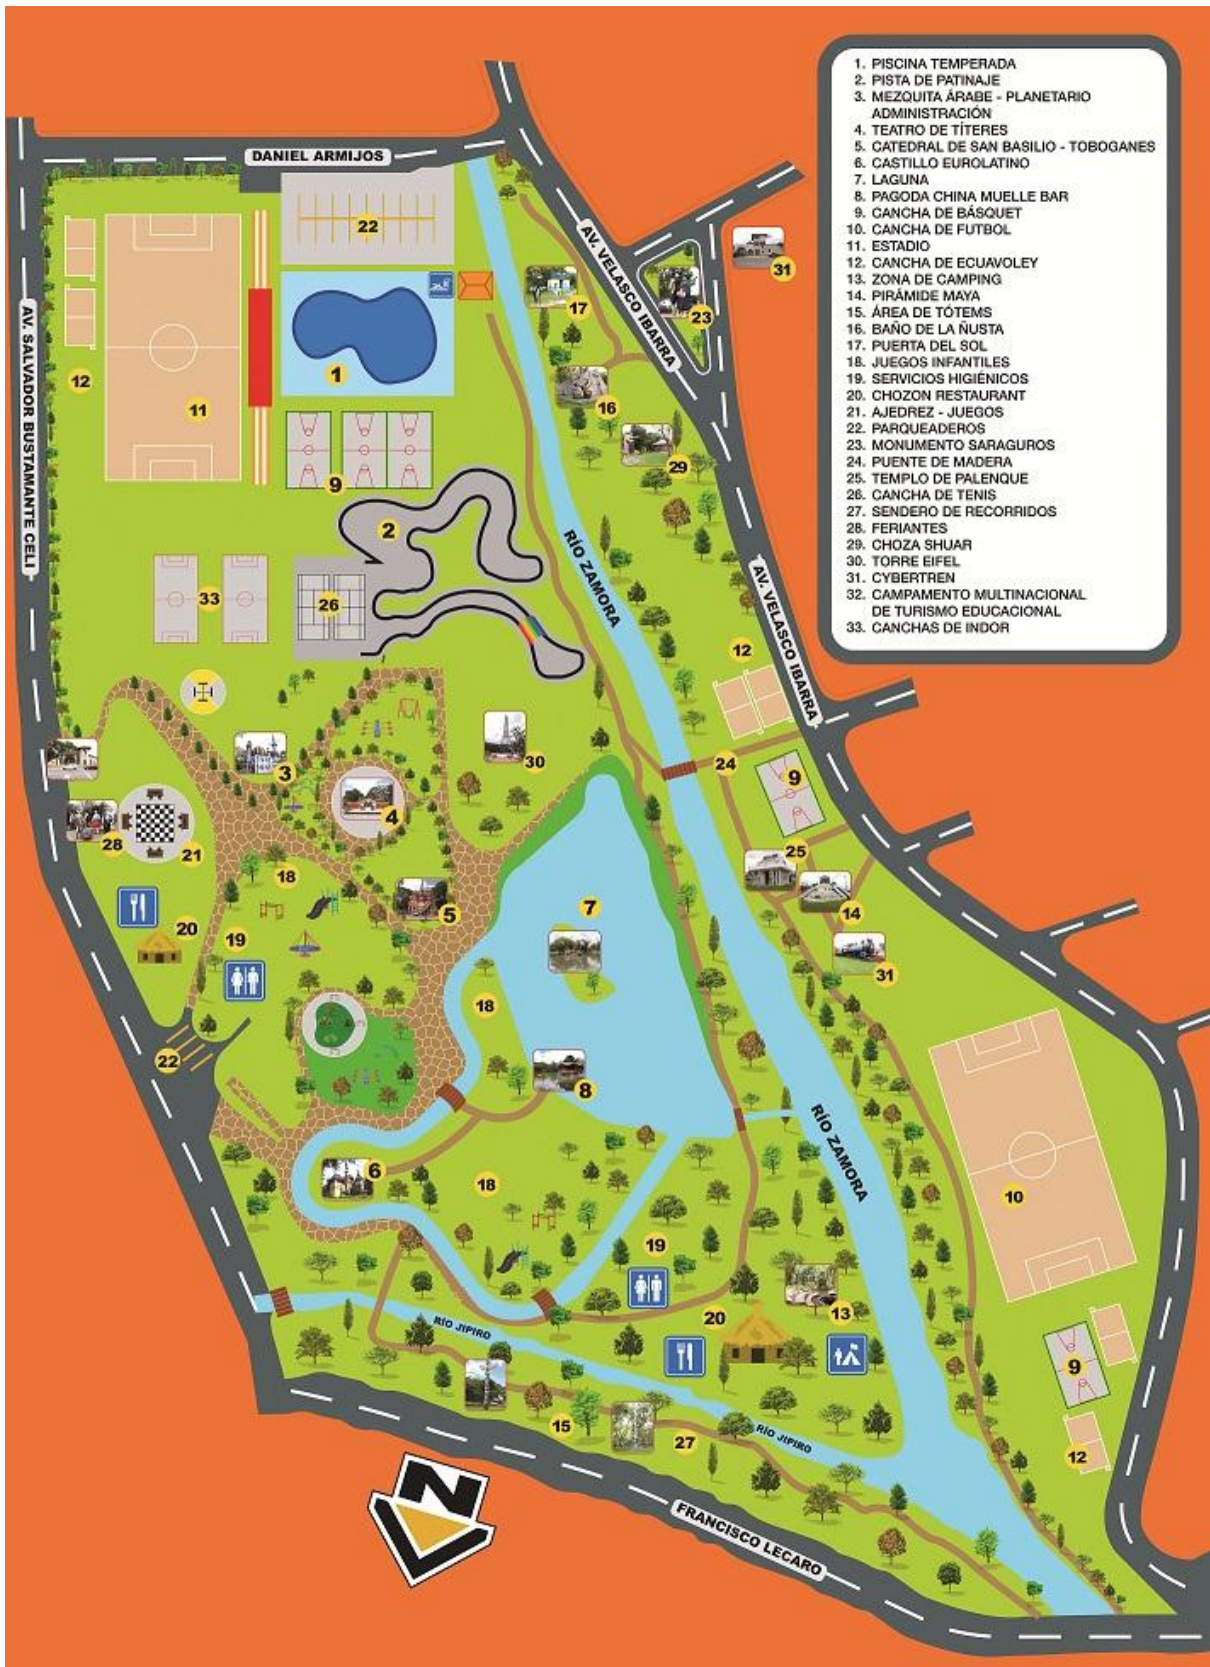 1. PISCINA TEMPERADA
2. PISTA DE PATINAJE
3. MEZQUITA ÁRABE - PLANETARIO
ADMINISTRACIÓN
4. TEATRO DE TÍTERES
5. CATEDRAL DE SAN BASILIO - TOBOGANES
6. CASTILLO EUROLATINO
7. LAGUNA
8. PAGODA CHINA MUELLE BAR
9. CANCHA DE BÁSQUET
10. CANCHA DE FUTBOL
11. ESTADIO
12. CANCHA DE ECUAVOLEY
13. ZONA DE CAMPING
14. PIRÁMIDE MAYA
15. ÁREA DE TÓTEMS
16. BAÑO DE LA ÑUSTA
17. PUERTA DEL SOL
18. JUEGOS INFANTILES
19. SERVICIOS HIGIÉNICOS
20. CHOZON RESTAURANT
21. AJEDREZ - JUEGOS
22. PARQUEADEROS
23. MONUMENTO SARAGUROS
24. PUENTE DE MADERA
25. TEMPLO DE PALENQUE
26. CANCHA DE TENIS
27. SENDERO DE RECORRIDOS
28. FERIANTES
29. CHOZA SHUAR
30. TORRE EIFEL
31. CYBERTREN
32. CAMPAMENTO MULTINACIONAL
DE TURISMO EDUCACIONAL
33. CANCHAS DE INDOR
DANIEL ARMIJOS
22
AV. VELASCO IBARRA
31
17
23
1
12
11
16
AV. SALVADOR BUSTAMANTE CELI
29
9
2
RÍO ZAMORA
33
26
AV. VELASCO IBARRA
12
30
24
3
9
4
28
21
25
18
5
7
14
20
19
31
18
22
8
RÍO ZAMORA
6
18
10
19
13
20
RÍO JIPIRO
9
15
27
RÍO JIPIRO
12
N
FRANCISCO LECARO